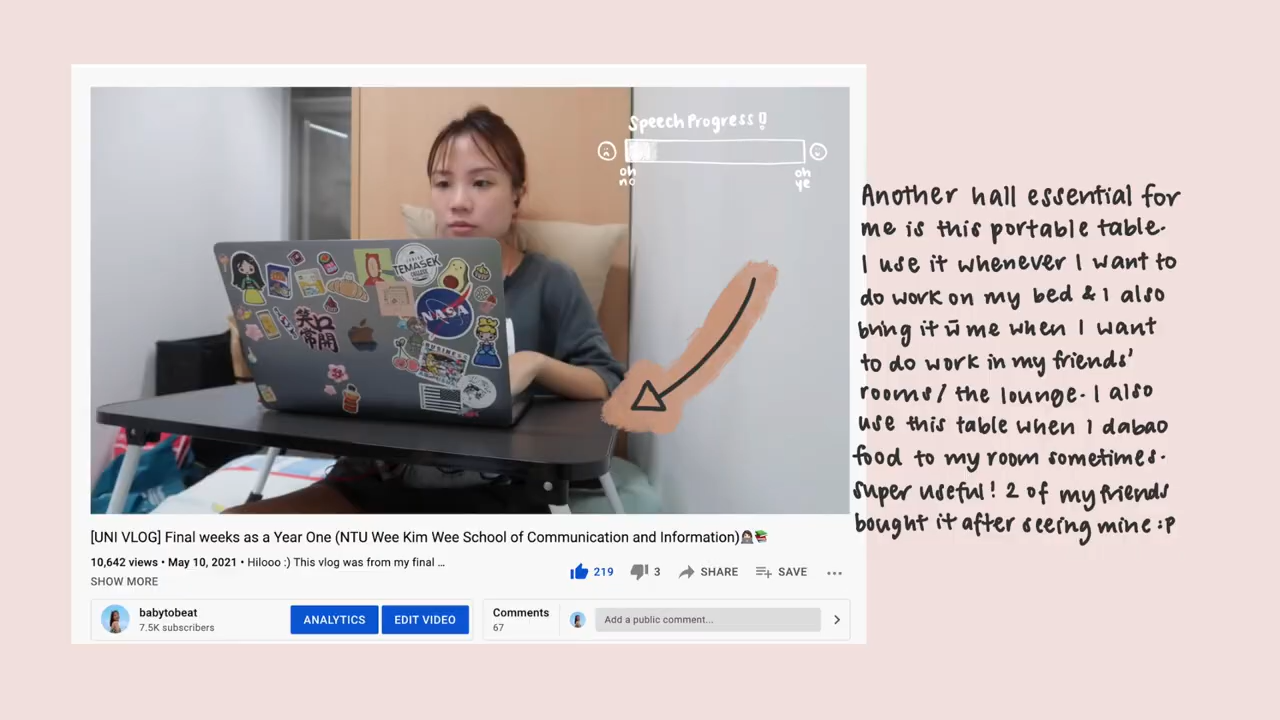 Speech Progress!
oh no
oh ye
TEMASEK
NASA
笑口常開
BUSINESS
[UNI VLOG] Final weeks as a Year One (NTU Wee Kim Wee School of Communication and Information)👩🏻‍💻📚
10,642 views • May 10, 2021 • Hilooo :) This vlog was from my final ...
SHOW MORE
219
3
SHARE
SAVE
babytobeat
7.5K subscribers
ANALYTICS
EDIT VIDEO
Comments
67
Add a public comment...
Another hall essential for
me is this portable table.
I use it whenever I want to
do work on my bed & I also
bring it w̄ me when I want
to do work in my friends'
rooms / the lounge. I also
use this table when I dabao
food to my room sometimes.
super useful! 2 of my friends
bought it after seeing mine :P